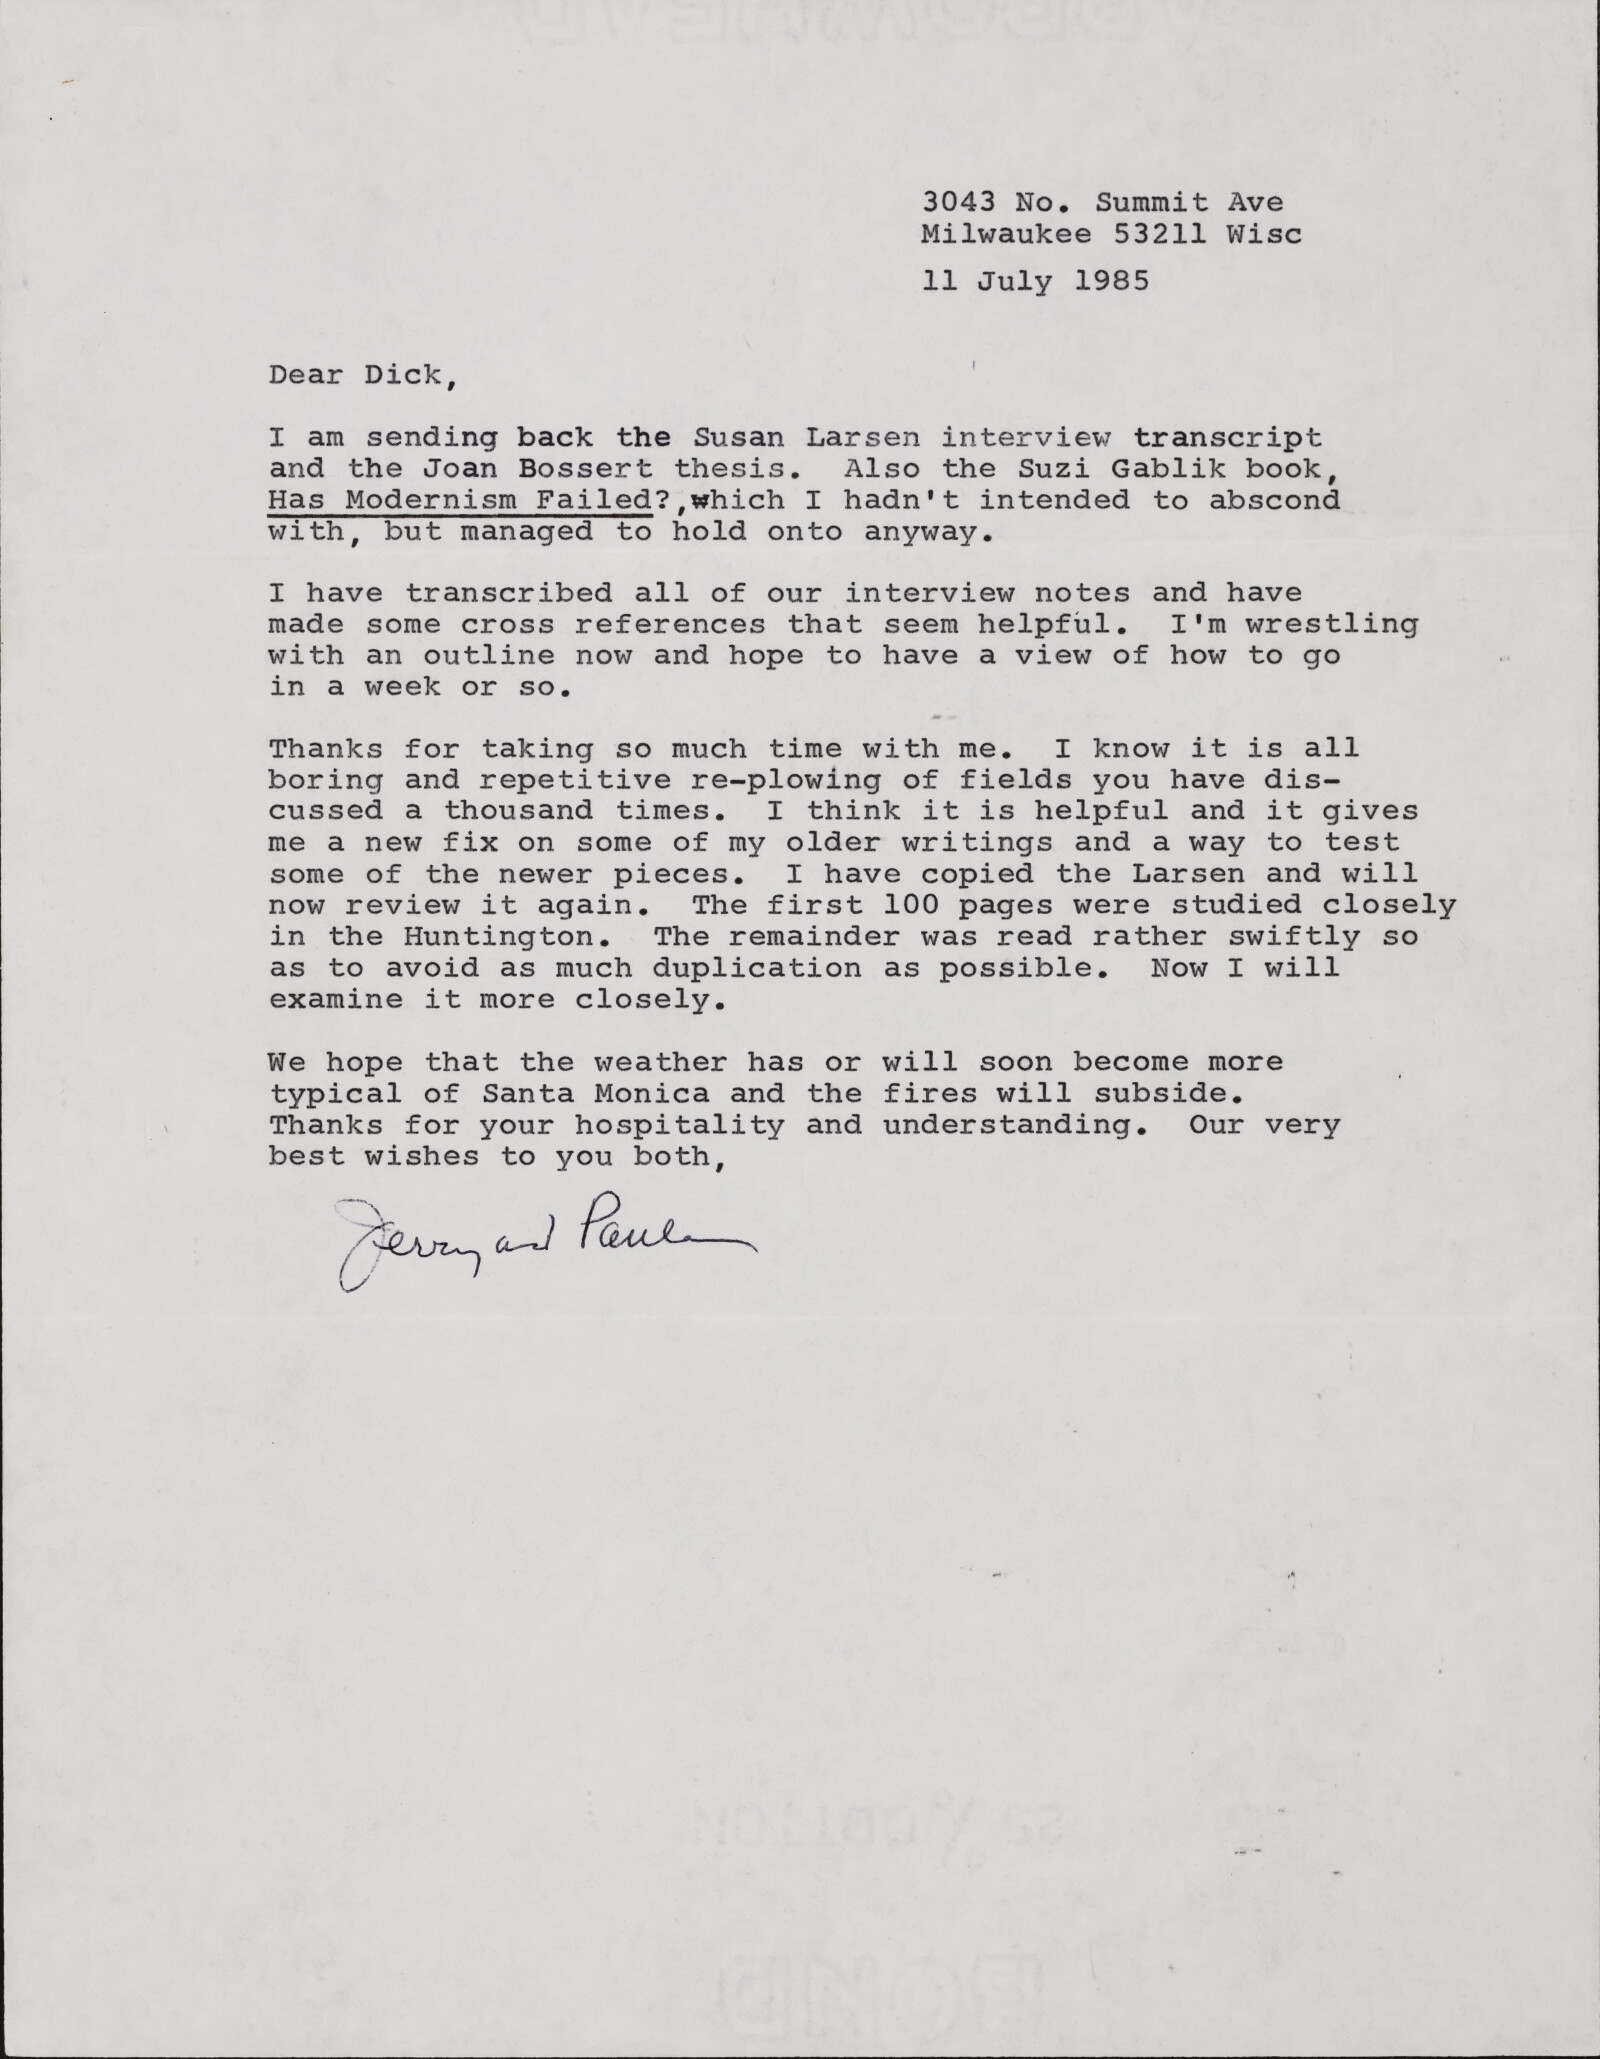 3043 No. Summit Ave
Milwaukee 53211 Wisc
11 July 1985
Dear Dick,
I am sending back the Susan Larsen interview transcript
and the Joan Bossert thesis. Also the Suzi Gablik book,
Has Modernism Failed?,which I hadn't intended to abscond
with, but managed to hold onto anyway.
I have transcribed all of our interview notes and have
made some cross references that seem helpful. I'm wrestling
with an outline now and hope to have a view of how to go
in a week or so.
Thanks for taking so much time with me. I know it is all
boring and repetitive re-plowing of fields you have dis-
cussed a thousand times. I think it is helpful and it gives
me a new fix on some of my older writings and a way to test
some of the newer pieces. I have copied the Larsen and will
now review it again. The first 100 pages were studied closely
in the Huntington. The remainder was read rather swiftly so
as to avoid as much duplication as possible. Now I will
examine it more closely.
We hope that the weather has or will soon become more
typical of Santa Monica and the fires will subside.
Thanks for your hospitality and understanding. Our very
best wishes to you both,
Jerry and Paula